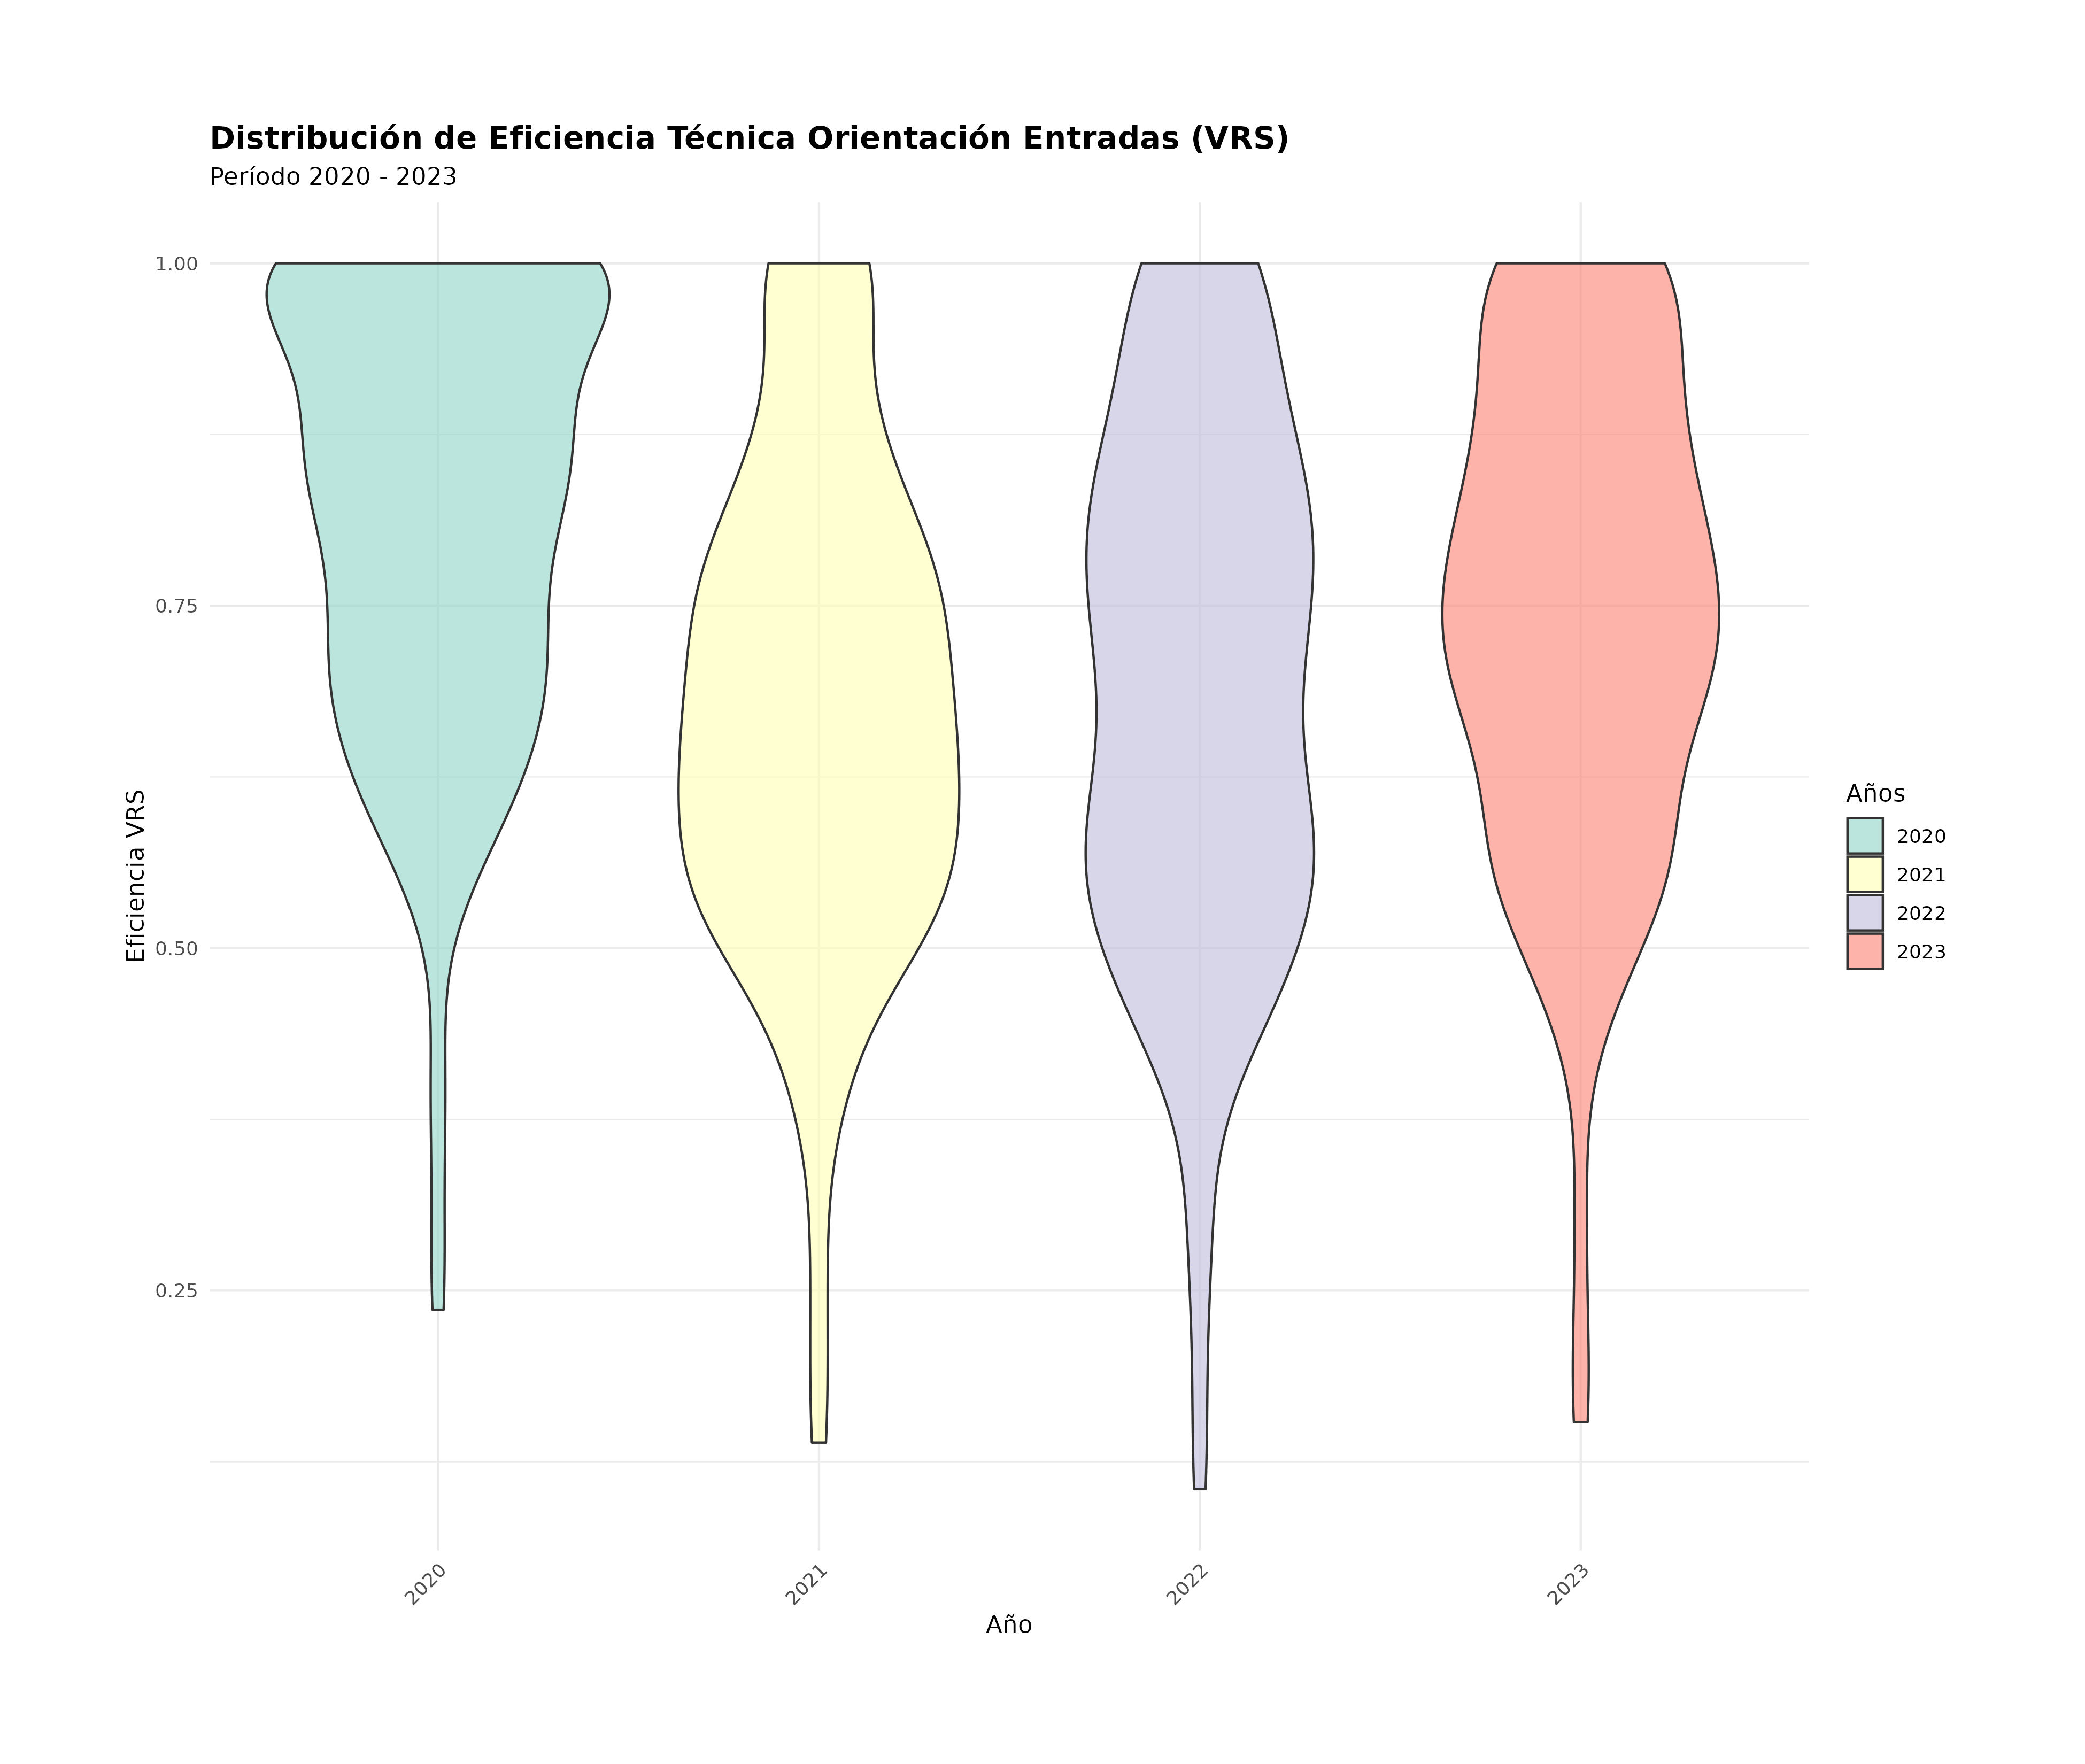 Distribución de Eficiencia Técnica Orientación Entradas (VRS)
Período 2020 - 2023
1.00
0.75
0.50
0.25
Eficiencia VRS
2020
2021
2022
2023
Año
Años
2020
2021
2022
2023